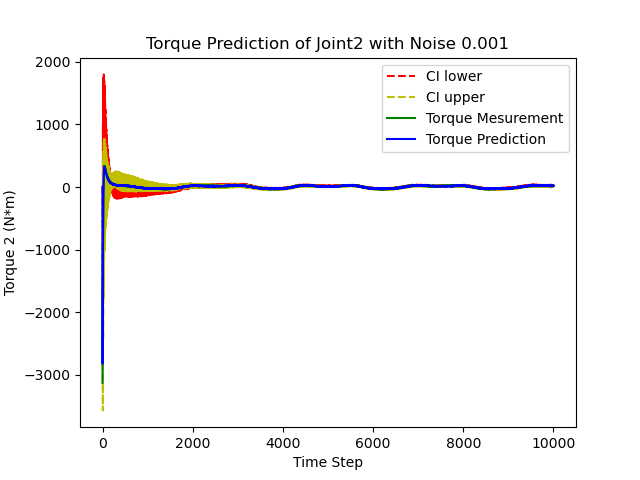 Torque Prediction of Joint2 with Noise 0.001
CI lower
CI upper
Torque Mesurement
Torque Prediction
Torque 2 (N*m)
2000
1000
0
−1000
−2000
−3000
0 2000 4000 6000 8000 10000
Time Step